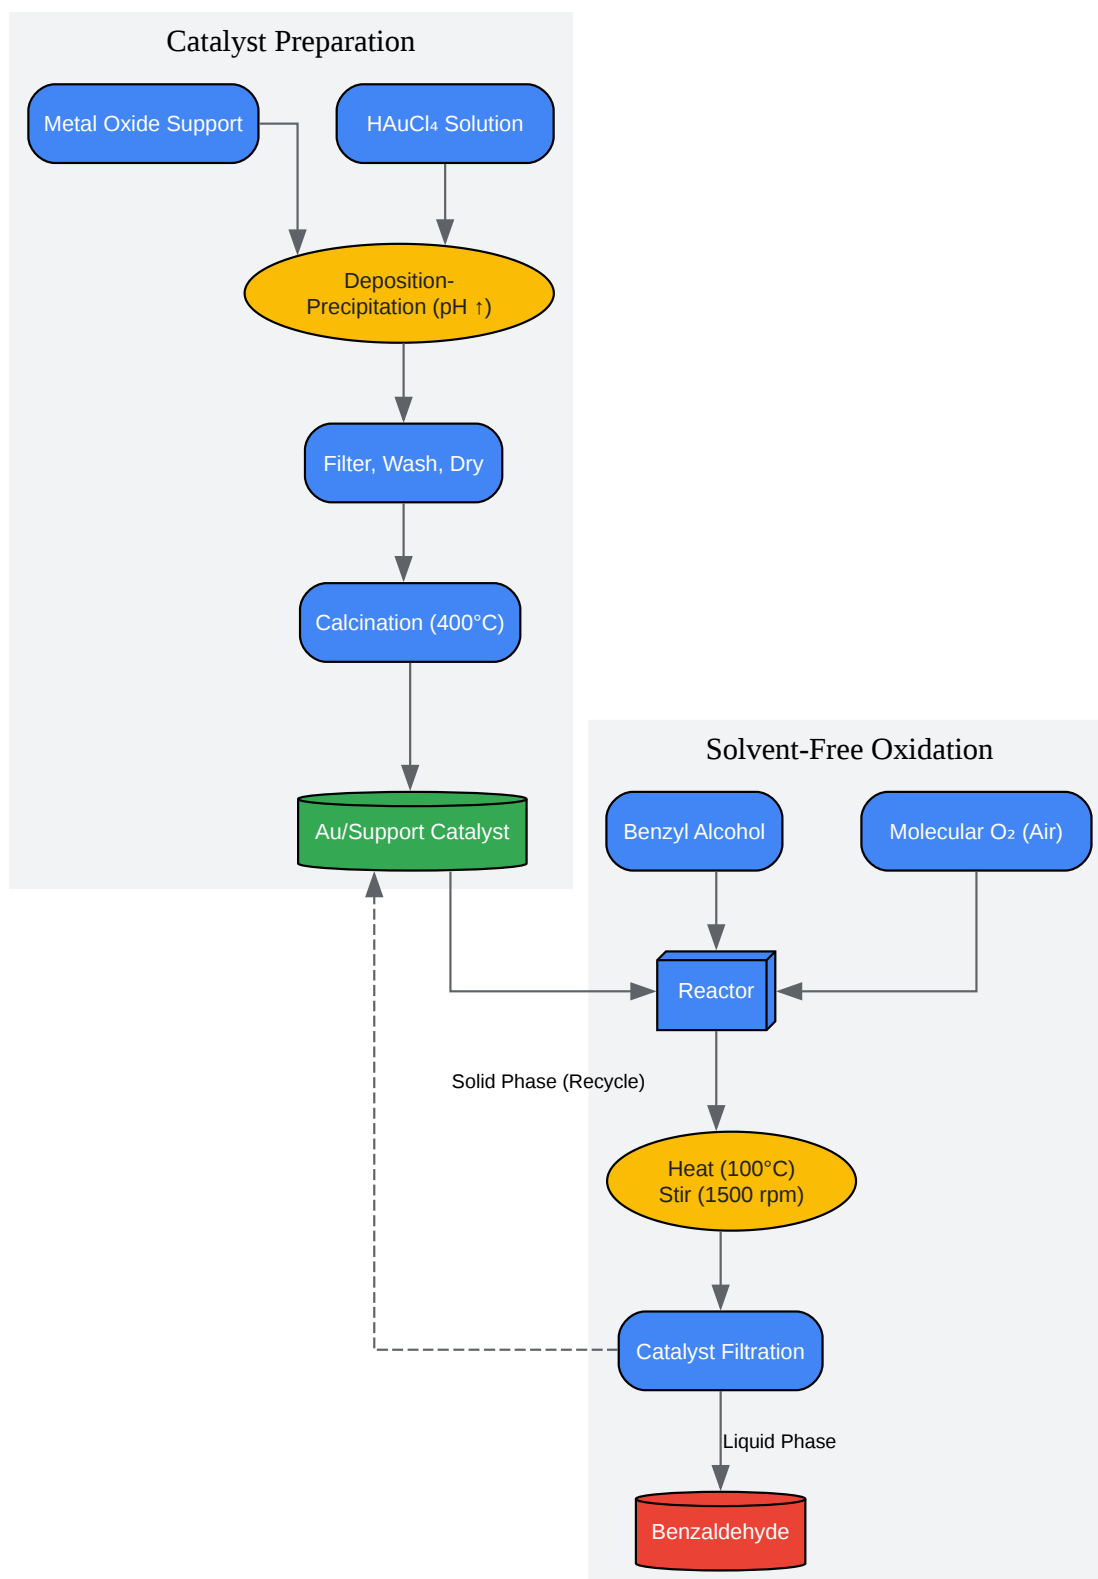 Catalyst Preparation
Metal Oxide Support
HAuCl₄ Solution
Deposition-
Precipitation (pH ↑)
Filter, Wash, Dry
Calcination (400°C)
Au/Support Catalyst
Solvent-Free Oxidation
Benzyl Alcohol
Molecular O₂ (Air)
Reactor
Solid Phase (Recycle)
Heat (100°C)
Stir (1500 rpm)
Catalyst Filtration
Liquid Phase
Benzaldehyde